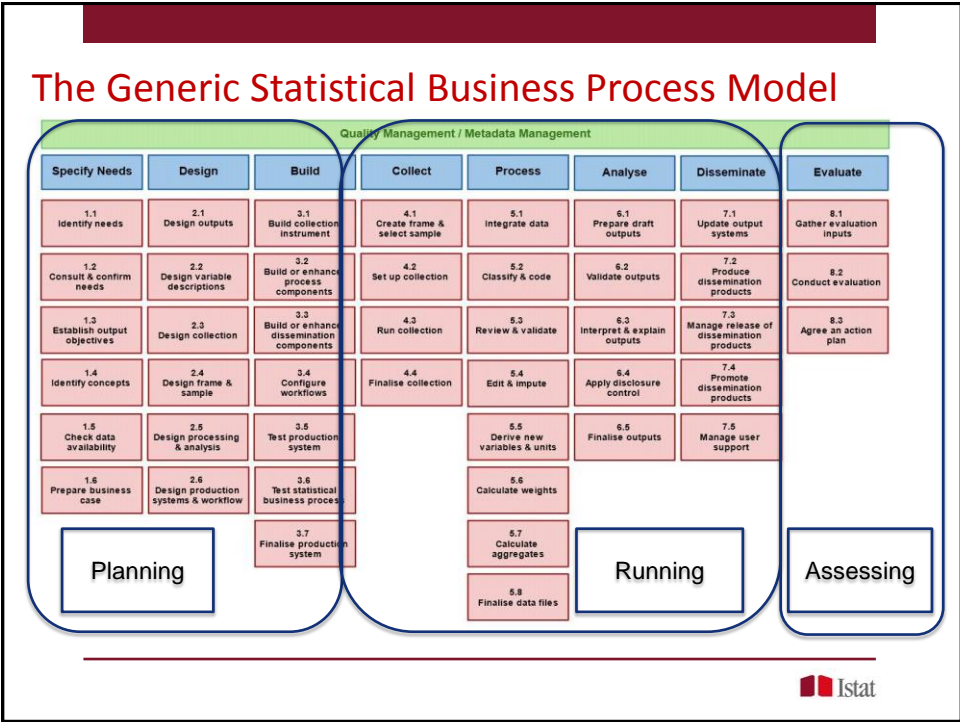 The Generic Statistical Business Process Model
Quality Management / Metadata Management
Specify Needs
Design
Build
Collect
Process
Analyse
Disseminate
Evaluate
1.1
Identify needs
1.2
Consult & confirm
needs
1.3
Establish output
objectives
1.4
Identify concepts
1.5
Check data
availability
1.6
Prepare business
case
2.1
Design outputs
2.2
Design variable
descriptions
2.3
Design collection
2.4
Design frame &
sample
2.5
Design processing
& analysis
2.6
Design production
systems & workflow
3.1
Build collection
instrument
3.2
Build or enhance
process
components
3.3
Build or enhance
dissemination
components
3.4
Configure
workflows
3.5
Test production
system
3.6
Test statistical
business process
3.7
Finalise production
system
4.1
Create frame &
select sample
4.2
Set up collection
4.3
Run collection
4.4
Finalise collection
5.1
Integrate data
5.2
Classify & code
5.3
Review & validate
5.4
Edit & impute
5.5
Derive new
variables & units
5.6
Calculate weights
5.7
Calculate
aggregates
5.8
Finalise data files
6.1
Prepare draft
outputs
6.2
Validate outputs
6.3
Interpret & explain
outputs
6.4
Apply disclosure
control
6.5
Finalise outputs
7.1
Update output
systems
7.2
Produce
dissemination
products
7.3
Manage release of
dissemination
products
7.4
Promote
dissemination
products
7.5
Manage user
support
8.1
Gather evaluation
inputs
8.2
Conduct evaluation
8.3
Agree an action
plan
Planning
Running
Assessing
Istat